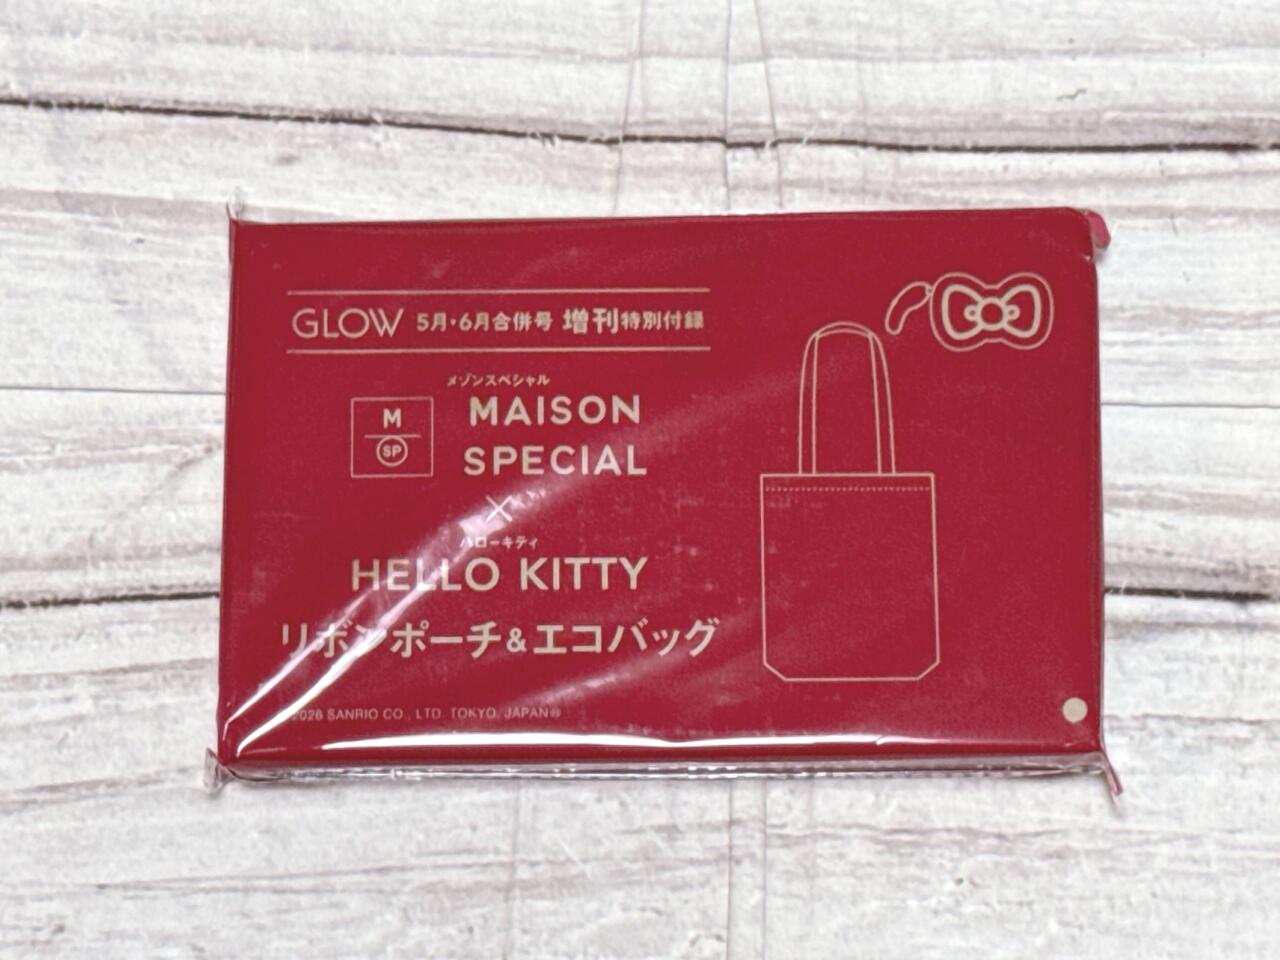 GLOW 5月・6月合併号 増刊特別付録
メゾンスペシャル
M
SP
MAISON
SPECIAL
×
ハローキティ
HELLO KITTY
リボンポーチ&エコバッグ
2026 SANRIO CO., LTD. TOKYO, JAPAN Ⓗ